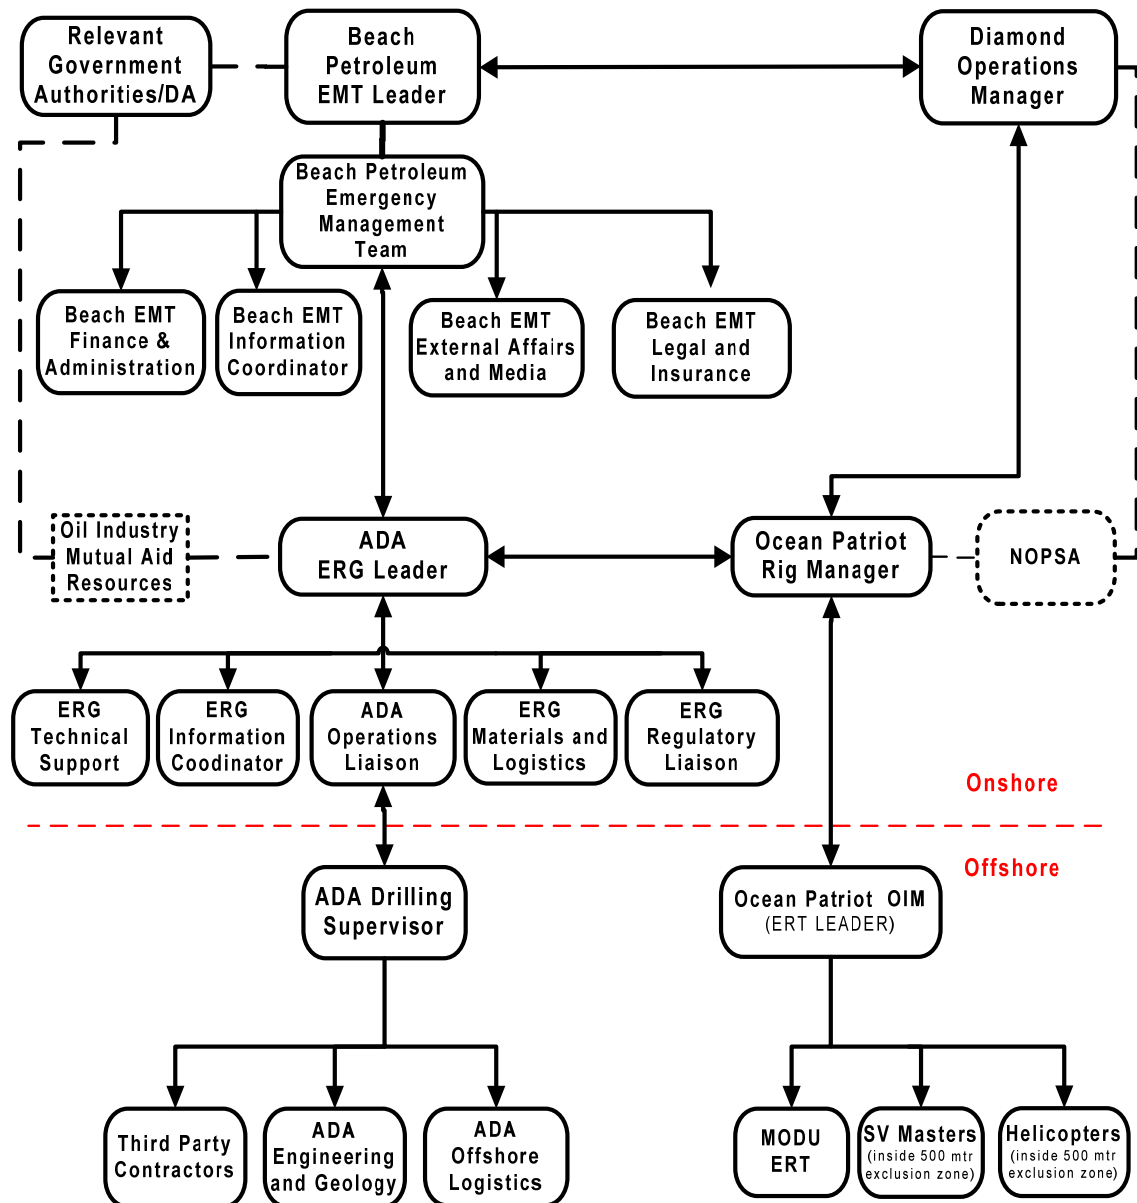 Relevant
Government
Authorities/DA
Beach
Petroleum
EMT Leader
Diamond
Operations
Manager
Beach Petroleum
Emergency
Management
Team
Beach EMT
Finance &
Administration
Beach EMT
Information
Coordinator
Beach EMT
External Affairs
and Media
Beach EMT
Legal and
Insurance
Oil Industry
Mutual Aid
Resources
ADA
ERG Leader
Ocean Patriot
Rig Manager
NOPSA
ERG
Technical
Support
ERG
Information
Coodinator
ADA
Operations
Liaison
ERG
Materials and
Logistics
ERG
Regulatory
Liaison
Onshore
Offshore
ADA Drilling
Supervisor
Ocean Patriot OIM
(ERT LEADER)
Third Party
Contractors
ADA
Engineering
and Geology
ADA
Offshore
Logistics
MODU
ERT
SV Masters
(inside 500 mtr
exclusion zone)
Helicopters
(inside 500 mtr
exclusion zone)